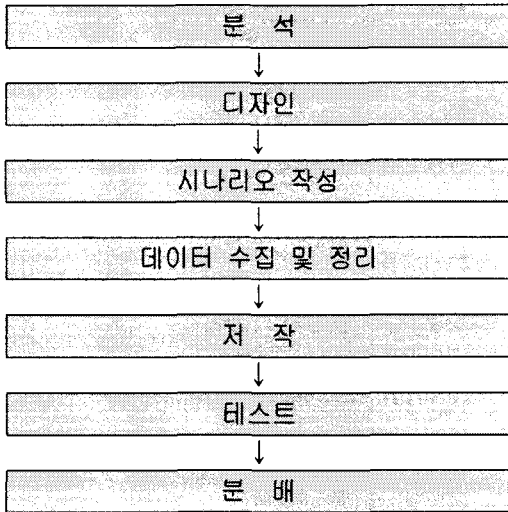 분 석
↓
디자인
↓
시나리오 작성
↓
데이터 수집 및 정리
↓
저 작
↓
테스트
↓
분 배